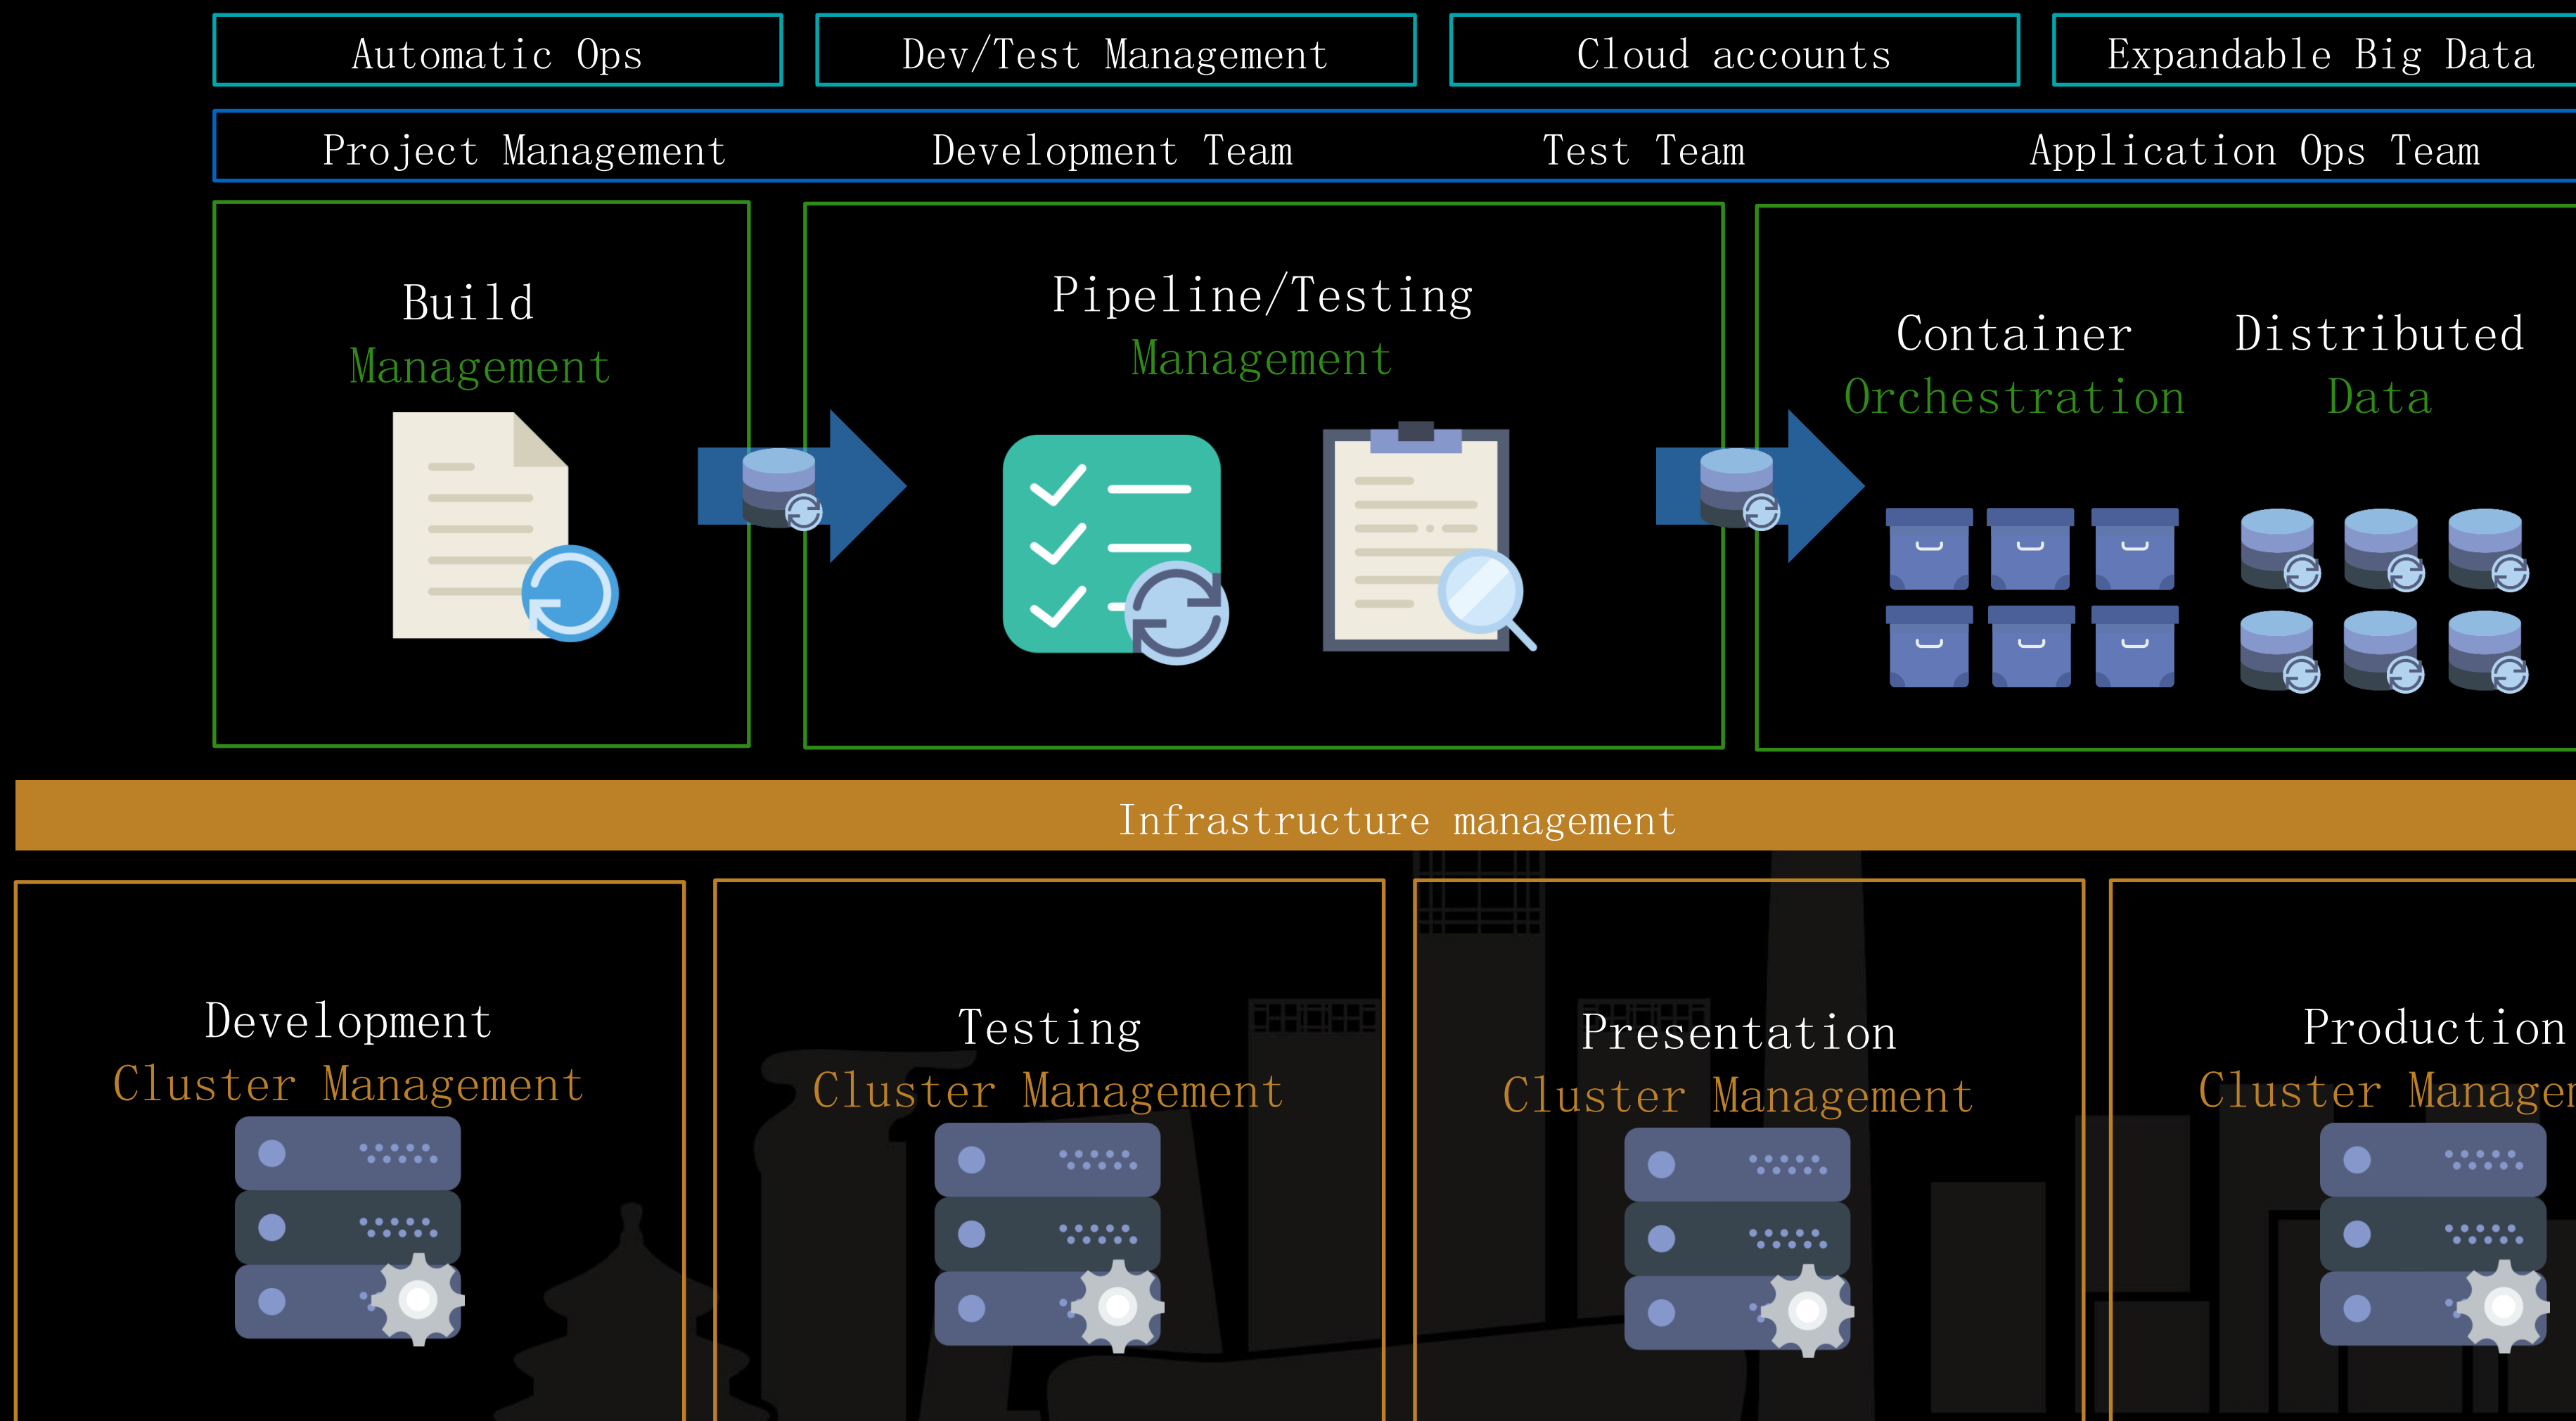 Automatic Ops
Dev/Test Management
Cloud accounts
Expandable Big Data
Project Management
Development Team
Test Team
Application Ops Team
Build
Management
Pipeline/Testing
Management
Container
Orchestration
Distributed
Data
Infrastructure management
Development
Cluster Management
Testing
Cluster Management
Presentation
Cluster Management
Production
Cluster